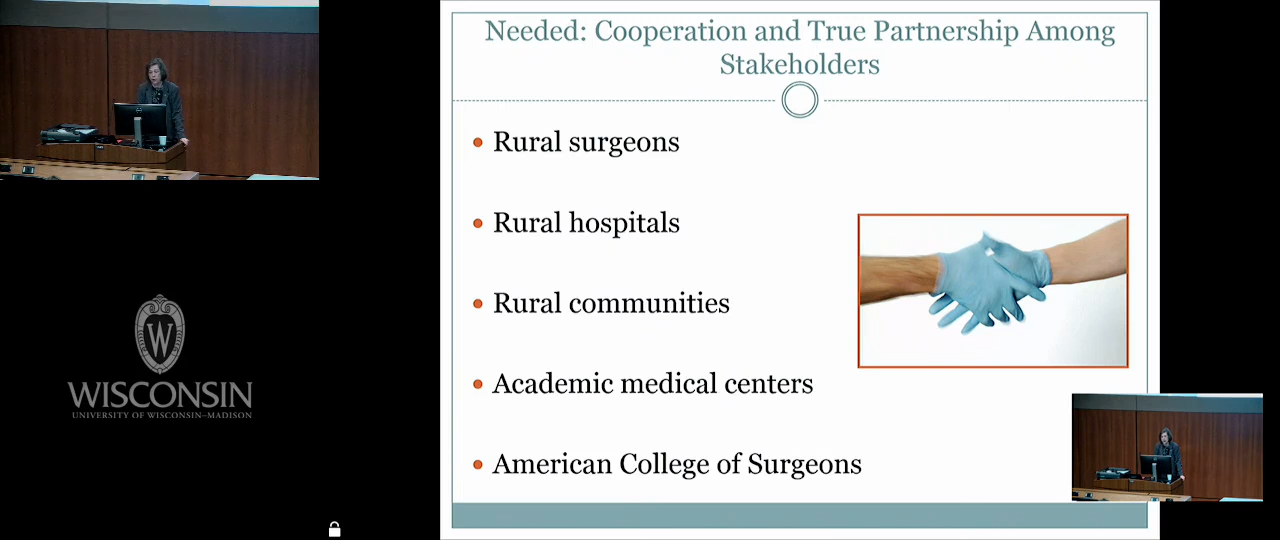 Needed: Cooperation and True Partnership Among
Stakeholders
Rural surgeons
Rural hospitals
Rural communities
Academic medical centers
American College of Surgeons
W
WISCONSIN
UNIVERSITY OF WISCONSIN–MADISON